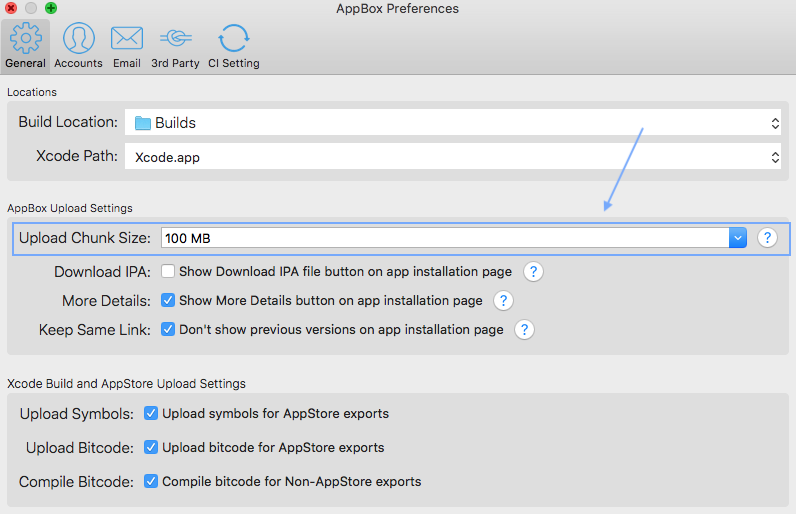 AppBox Preferences
General Accounts Email 3rd Party CI Setting
Locations
Build Location: Builds
Xcode Path: Xcode.app
AppBox Upload Settings
Upload Chunk Size: 100 MB ?
Download IPA: Show Download IPA file button on app installation page ?
More Details: Show More Details button on app installation page ?
Keep Same Link: Don't show previous versions on app installation page ?
Xcode Build and AppStore Upload Settings
Upload Symbols: Upload symbols for AppStore exports
Upload Bitcode: Upload bitcode for AppStore exports
Compile Bitcode: Compile bitcode for Non-AppStore exports